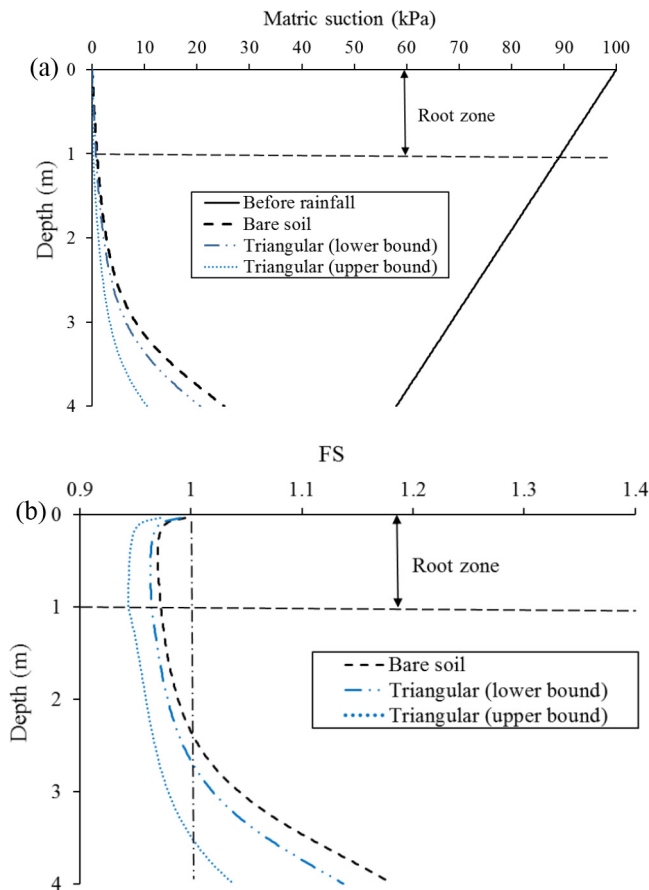 Matric suction (kPa)
0 10 20 30 40 50 60 70 80 90 100
(a)
0
Root zone
1
Before rainfall
Bare soil
Triangular (lower bound)
Triangular (upper bound)
2
3
4
Depth (m)
FS
0.9 1 1.1 1.2 1.3 1.4
(b)
0
Root zone
1
Bare soil
Triangular (lower bound)
Triangular (upper bound)
2
3
4
Depth (m)